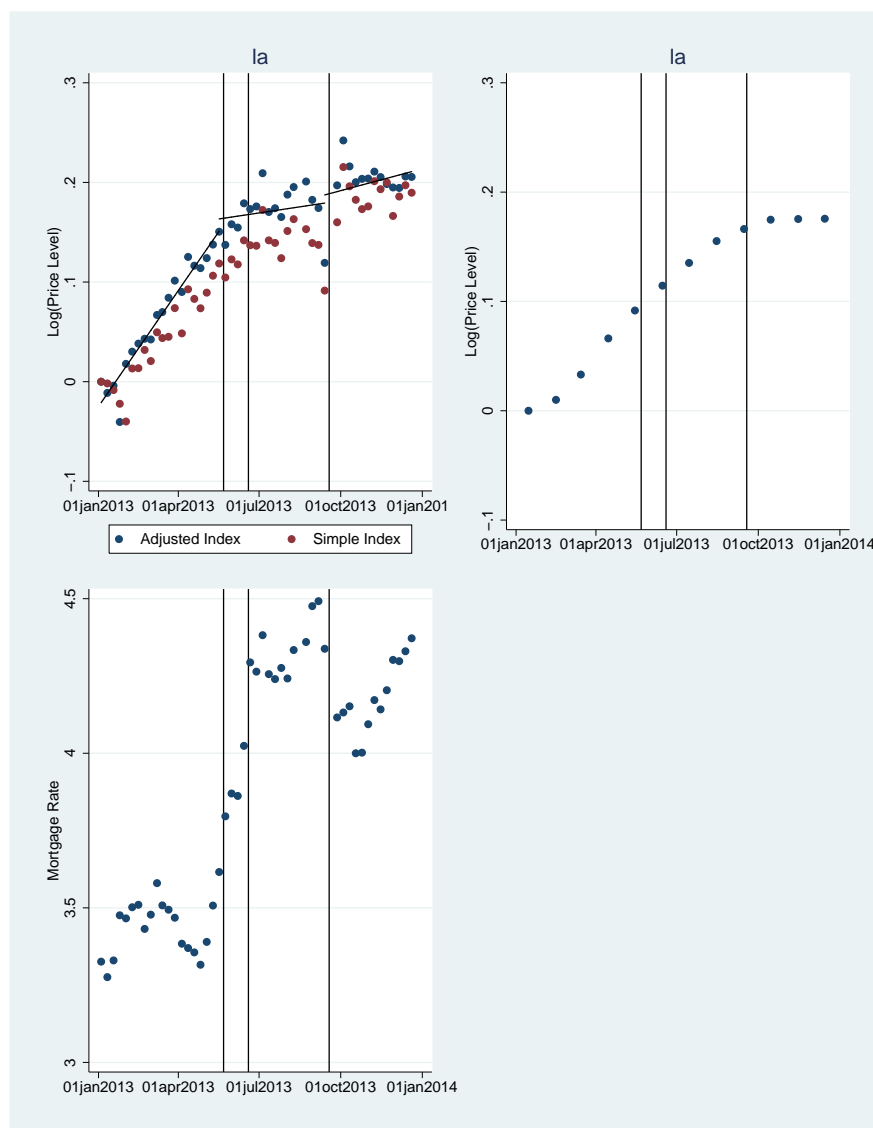 la
Log(Price Level)
.3
.2
.1
0
-.1
01jan2013 01apr2013 01jul2013 01oct2013 01jan201
Adjusted Index Simple Index
la
Log(Price Level)
.3
.2
.1
0
-.1
01jan2013 01apr2013 01jul2013 01oct2013 01jan2014
Mortgage Rate
4.5
4
3.5
3
01jan2013 01apr2013 01jul2013 01oct2013 01jan2014